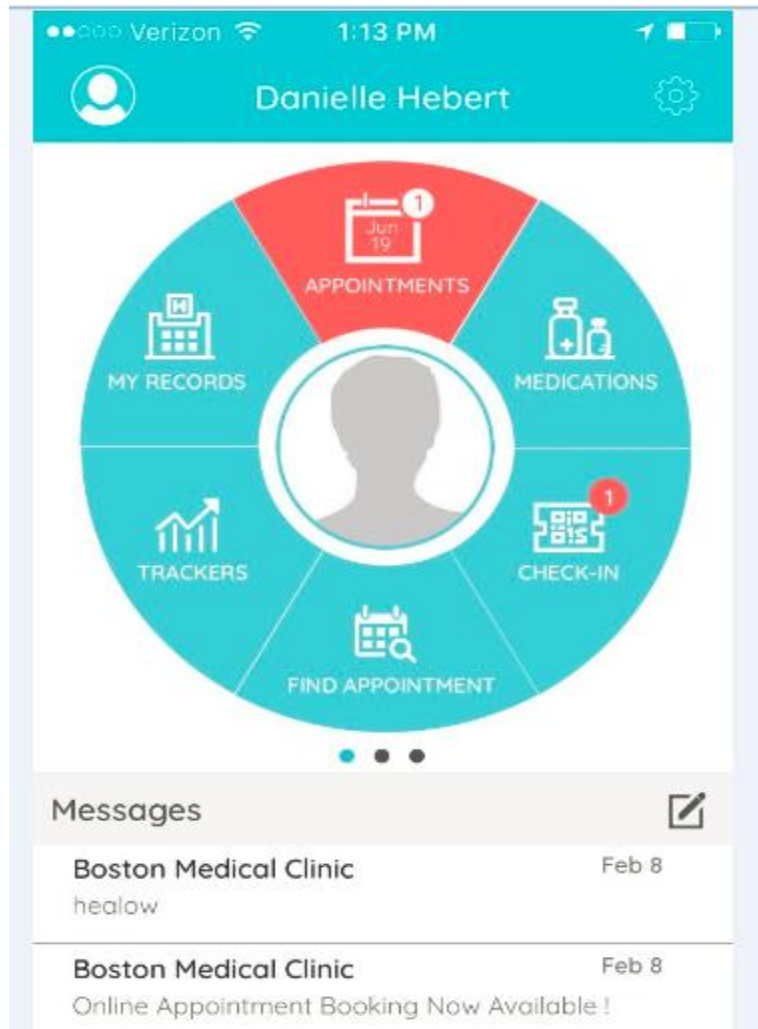 Verizon 1:13 PM
Danielle Hebert
1
Jun
19
APPOINTMENTS
MY RECORDS
MEDICATIONS
1
TRACKERS
CHECK-IN
FIND APPOINTMENT
Messages
Boston Medical Clinic Feb 8
healow
Boston Medical Clinic Feb 8
Online Appointment Booking Now Available !